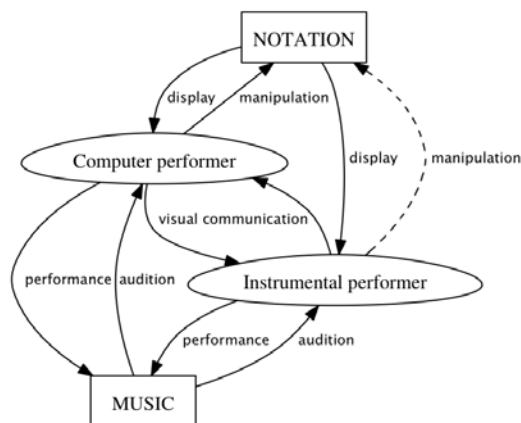 NOTATION
display
manipulation
Computer performer
display
manipulation
visual communication
performance
audition
Instrumental performer
performance
audition
MUSIC